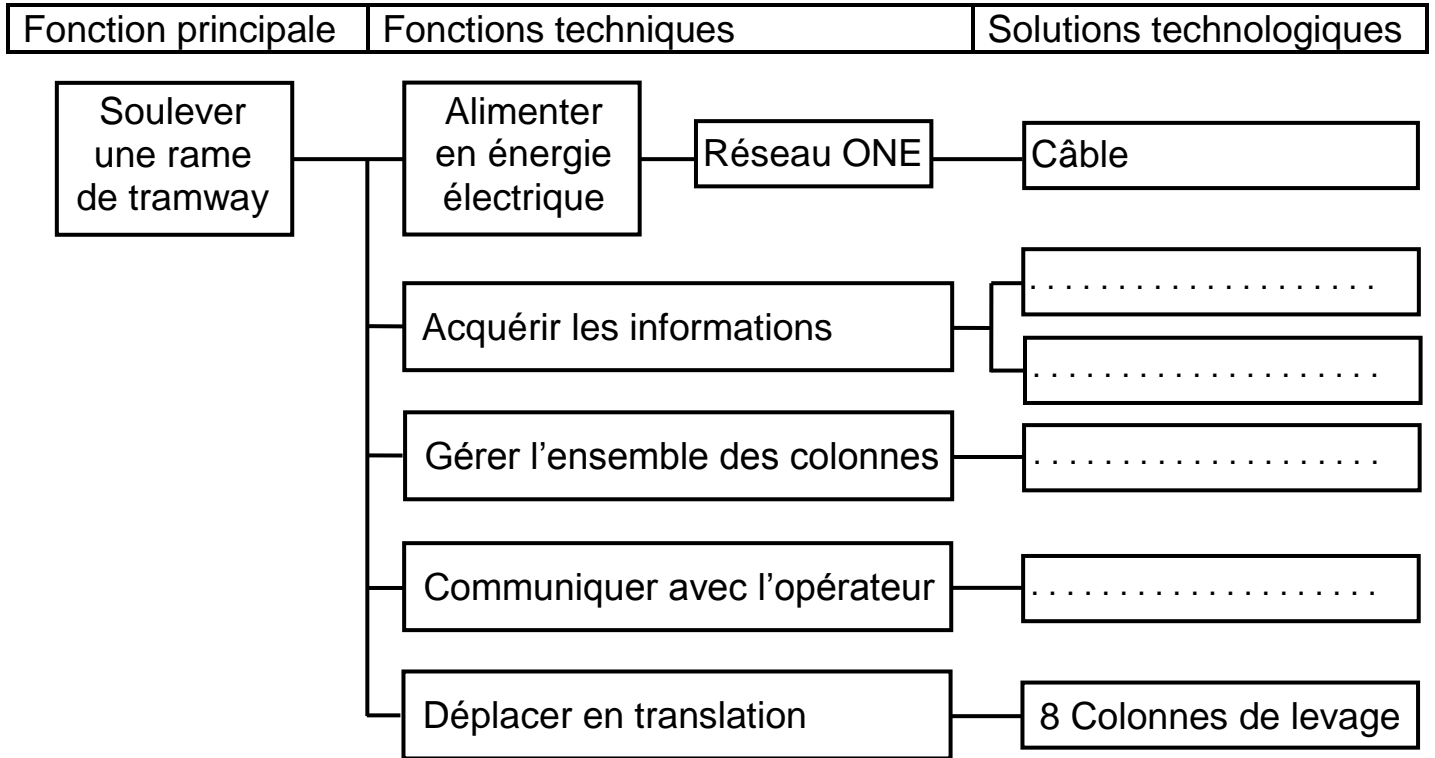 Fonction principale Fonctions techniques Solutions technologiques
Soulever
une rame
de tramway
Alimenter
en énergie
électrique
Réseau ONE
Câble
Acquérir les informations
. . . . . . . . . . . . . . . . . . . .
. . . . . . . . . . . . . . . . . . . .
Gérer l’ensemble des colonnes
. . . . . . . . . . . . . . . . . . . .
Communiquer avec l’opérateur
. . . . . . . . . . . . . . . . . . . .
Déplacer en translation
8 Colonnes de levage